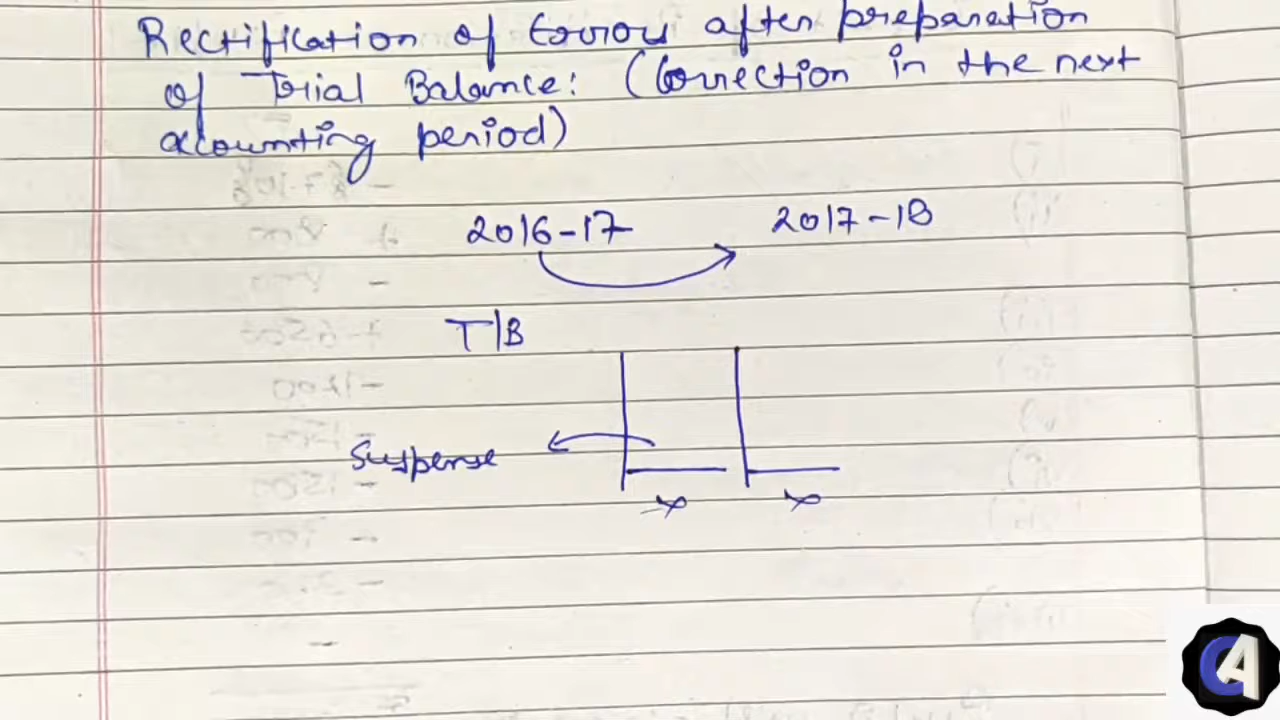 Rectification of Errors after preparation
of Trial Balance: (Correction in the next
accounting period)
2016-17 2017-18
T/B
Suspense
CA